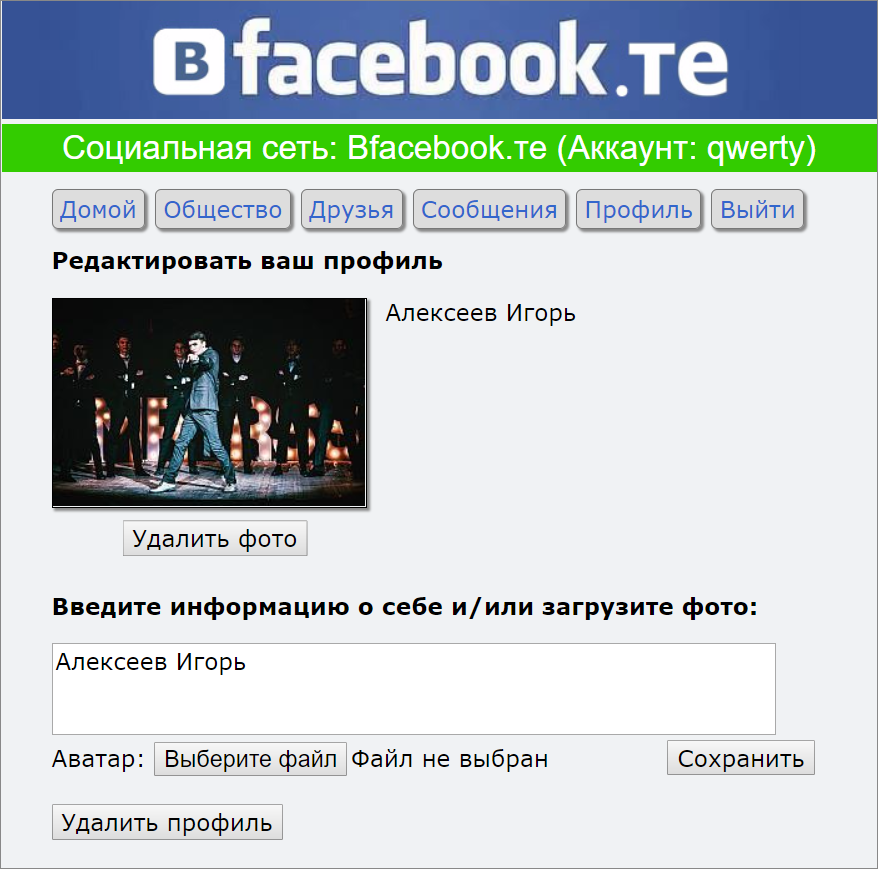 B facebook.те
Социальная сеть: Bfacebook.те (Аккаунт: qwerty)
Домой Общество Друзья Сообщения Профиль Выйти
Редактировать ваш профиль
Алексеев Игорь
Удалить фото
Введите информацию о себе и/или загрузите фото:
Алексеев Игорь
Аватар: Выберите файл Файл не выбран Сохранить
Удалить профиль